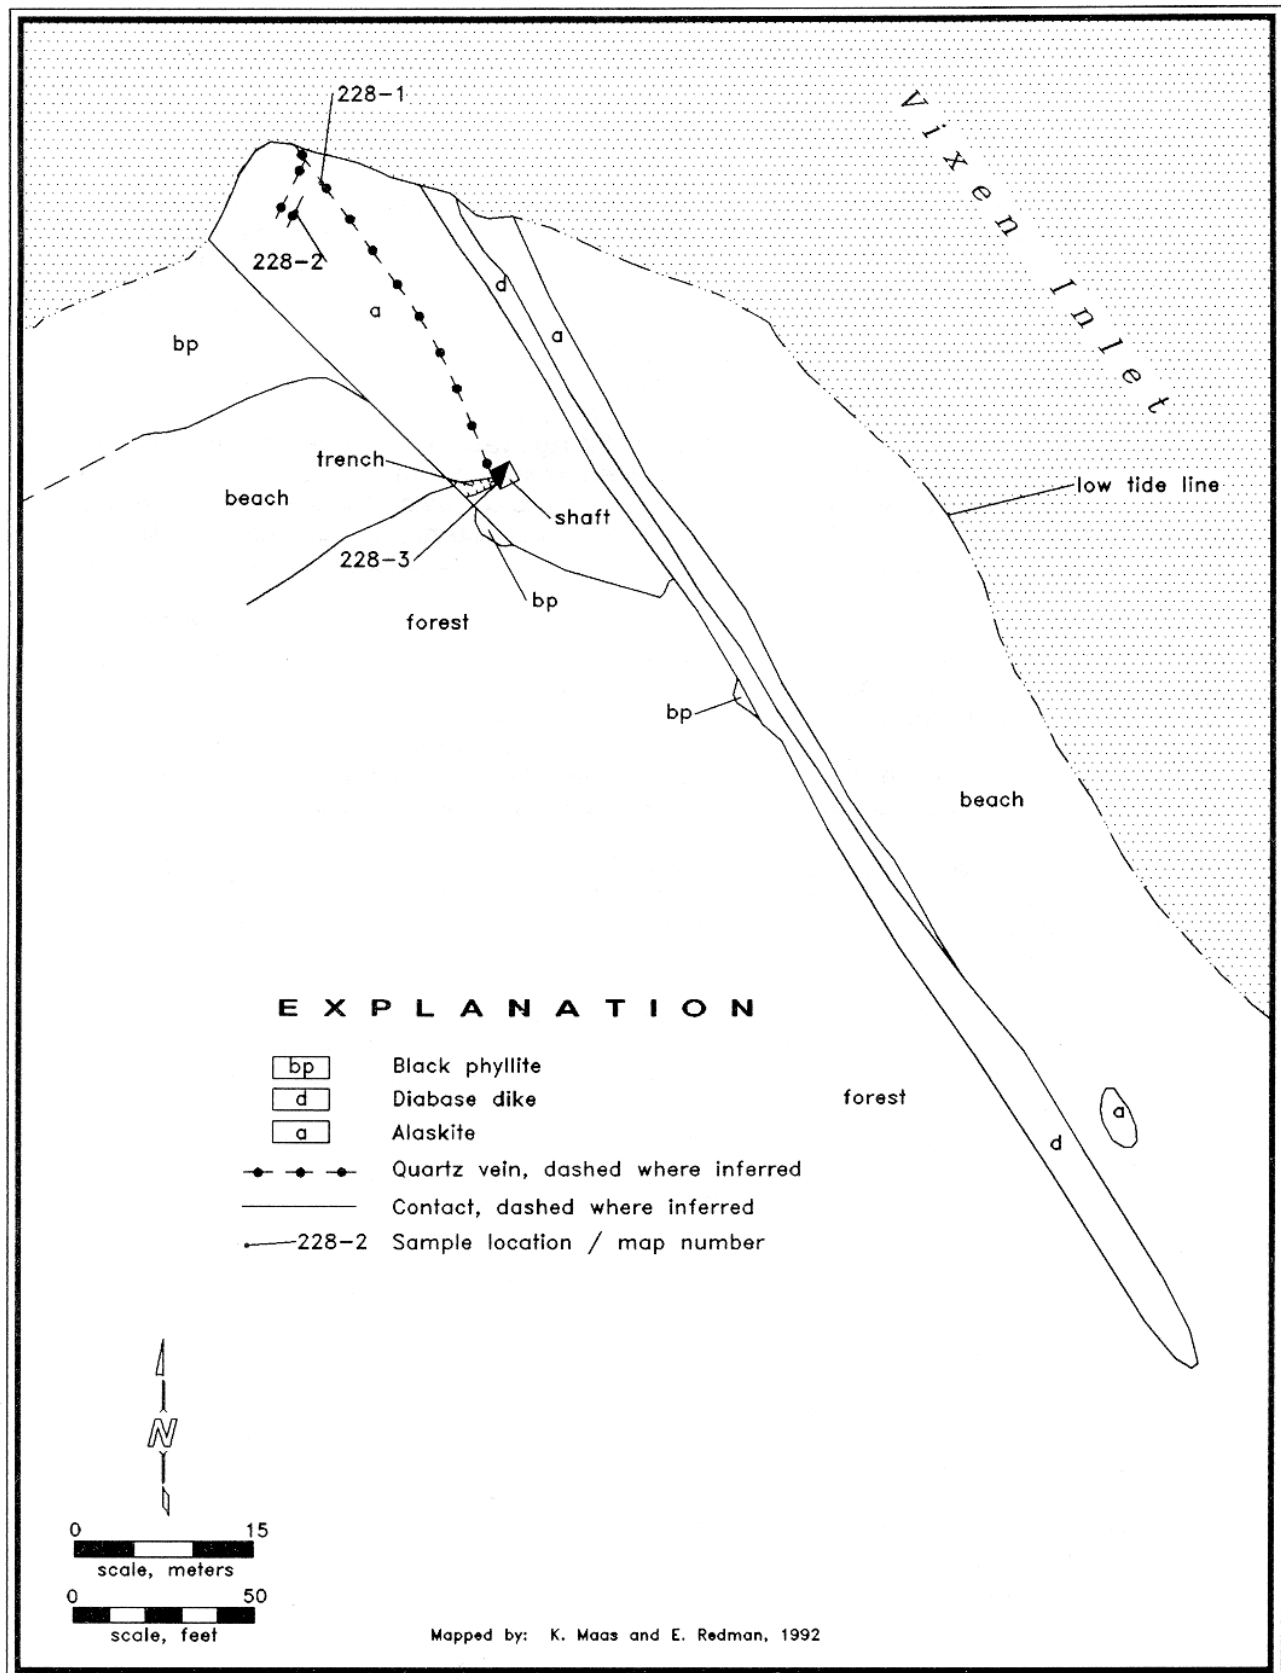 228-1
Vixen Inlet
228-2
d
a
a
bp
trench
beach
low tide line
shaft
228-3
bp
forest
bp
beach
EXPLANATION
bp Black phyllite
d Diabase dike
a Alaskite
Quartz vein, dashed where inferred
Contact, dashed where inferred
228-2 Sample location / map number
forest
a
d
N
0 15
scale, meters
0 50
scale, feet
Mapped by: K. Maas and E. Redman, 1992